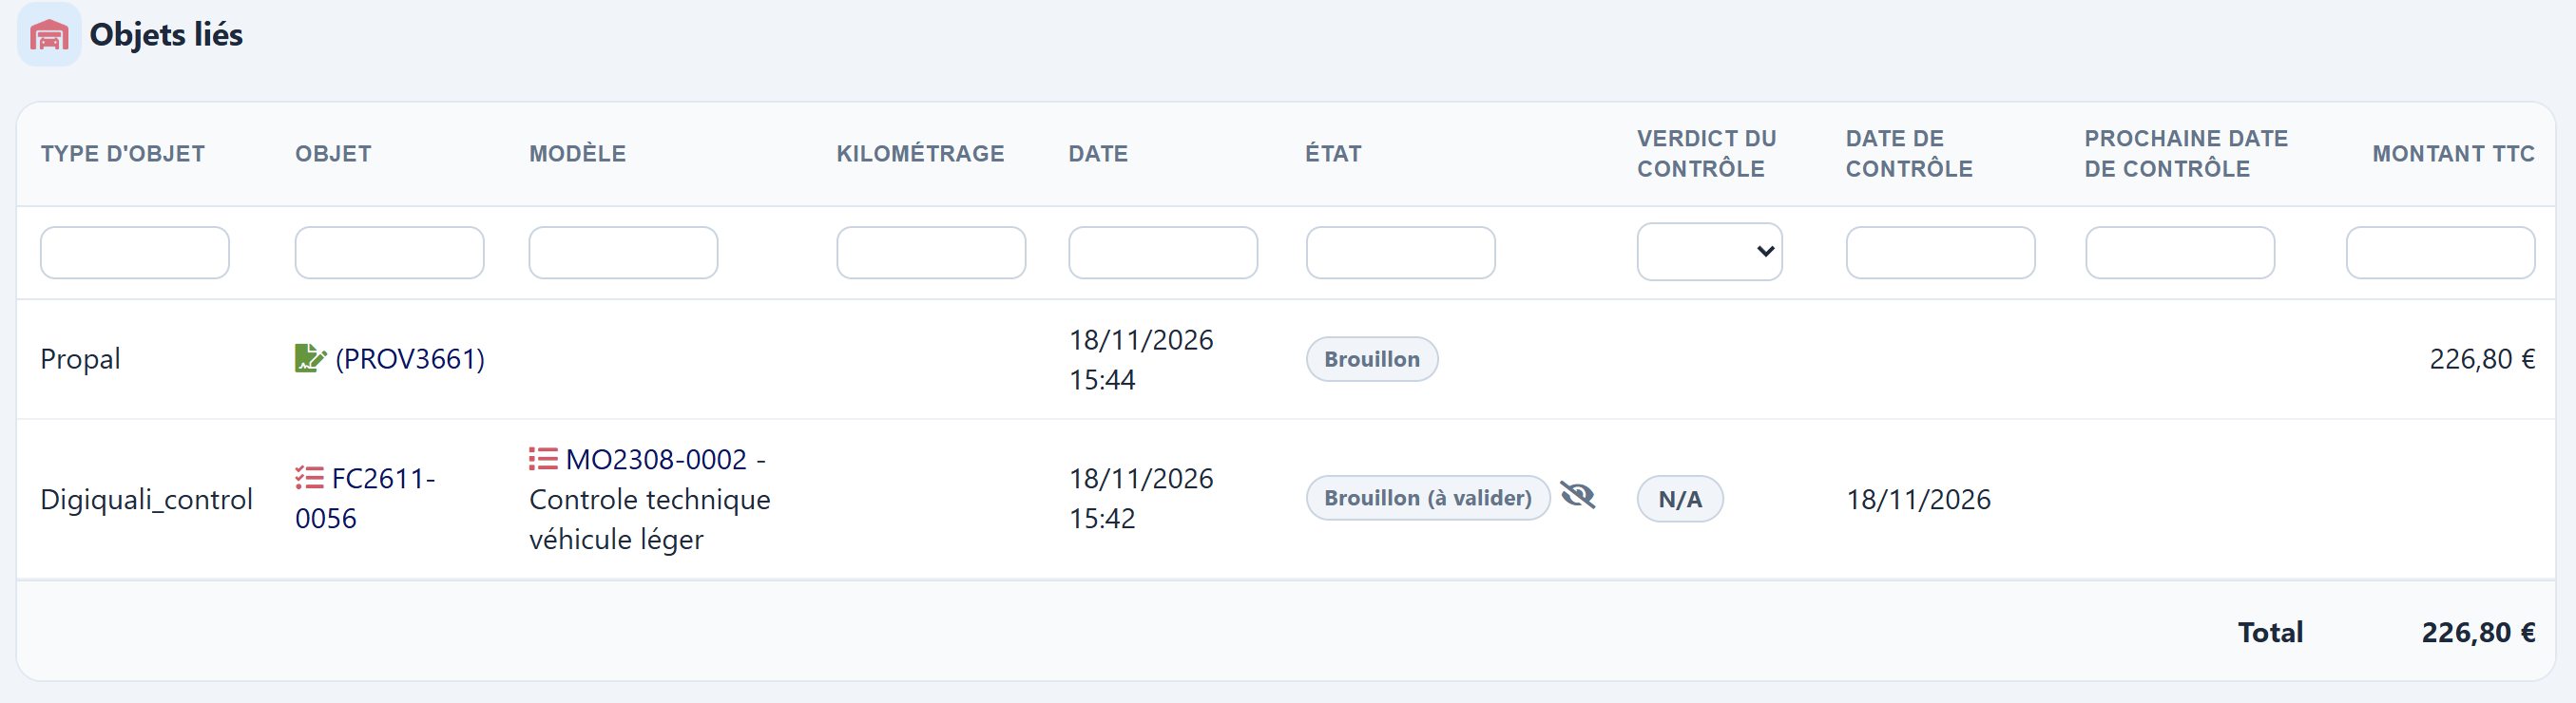 Objets liés
TYPE D'OBJET
OBJET
MODÈLE
KILOMÉTRAGE
DATE
ÉTAT
VERDICT DU
CONTRÔLE
DATE DE
CONTRÔLE
PROCHAINE DATE
DE CONTRÔLE
MONTANT TTC
Propal
(PROV3661)
18/11/2026
15:44
Brouillon
226,80 €
Digiquali_control
FC2611-
0056
MO2308-0002 -
Controle technique
véhicule léger
18/11/2026
15:42
Brouillon (à valider)
N/A
18/11/2026
Total
226,80 €